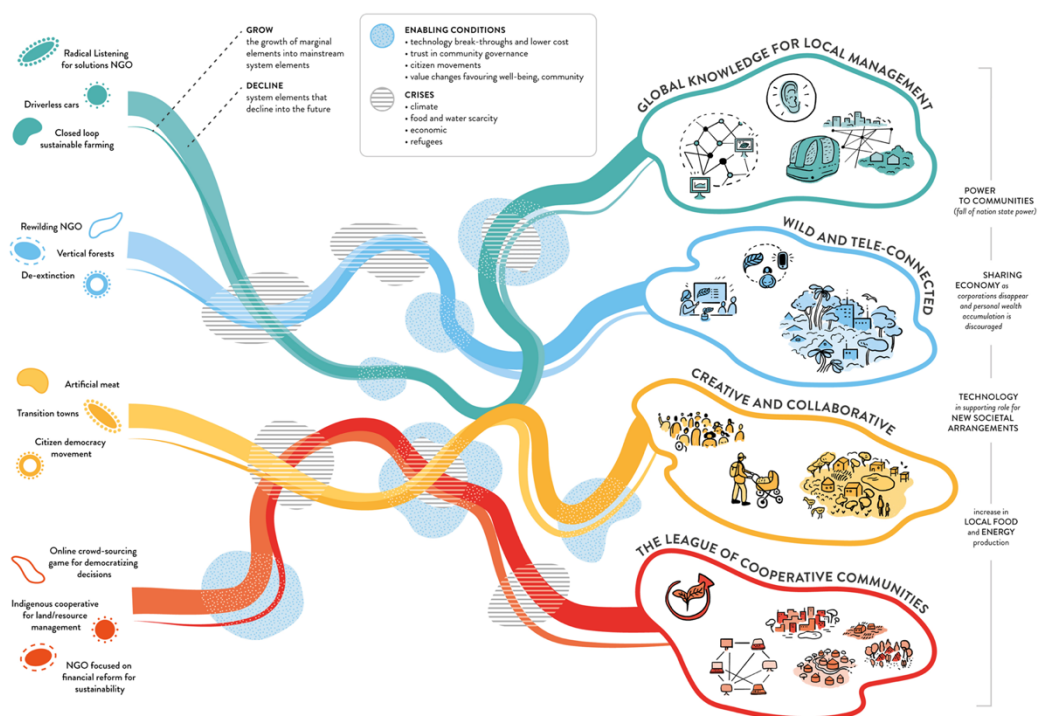 Radical Listening
for solutions NGO
Driverless cars
Closed loop
sustainable farming
GROW
the growth of marginal
elements into mainstream
system elements
DECLINE
system elements that
decline into the future
ENABLING CONDITIONS
• technology break-throughs and lower cost
• trust in community governance
• citizen movements
• value changes favouring well-being, community
CRISES
• climate
• food and water scarcity
• economic
• refugees
GLOBAL KNOWLEDGE FOR LOCAL MANAGEMENT
Rewilding NGO
Vertical forests
De-extinction
WILD AND TELE-CONNECTED
Artificial meat
Transition towns
Citizen democracy
movement
CREATIVE AND COLLABORATIVE
Online crowd-sourcing
game for democratizing
decisions
Indigenous cooperative
for land/resource
management
NGO focused on
financial reform for
sustainability
THE LEAGUE OF COOPERATIVE COMMUNITIES
POWER
TO COMMUNITIES
(fall of nation state power)
SHARING
ECONOMY as
corporations disappear
and personal wealth
accumulation is
discouraged
TECHNOLOGY
in supporting role for
NEW SOCIETAL
ARRANGEMENTS
increase in
LOCAL FOOD
and ENERGY
production